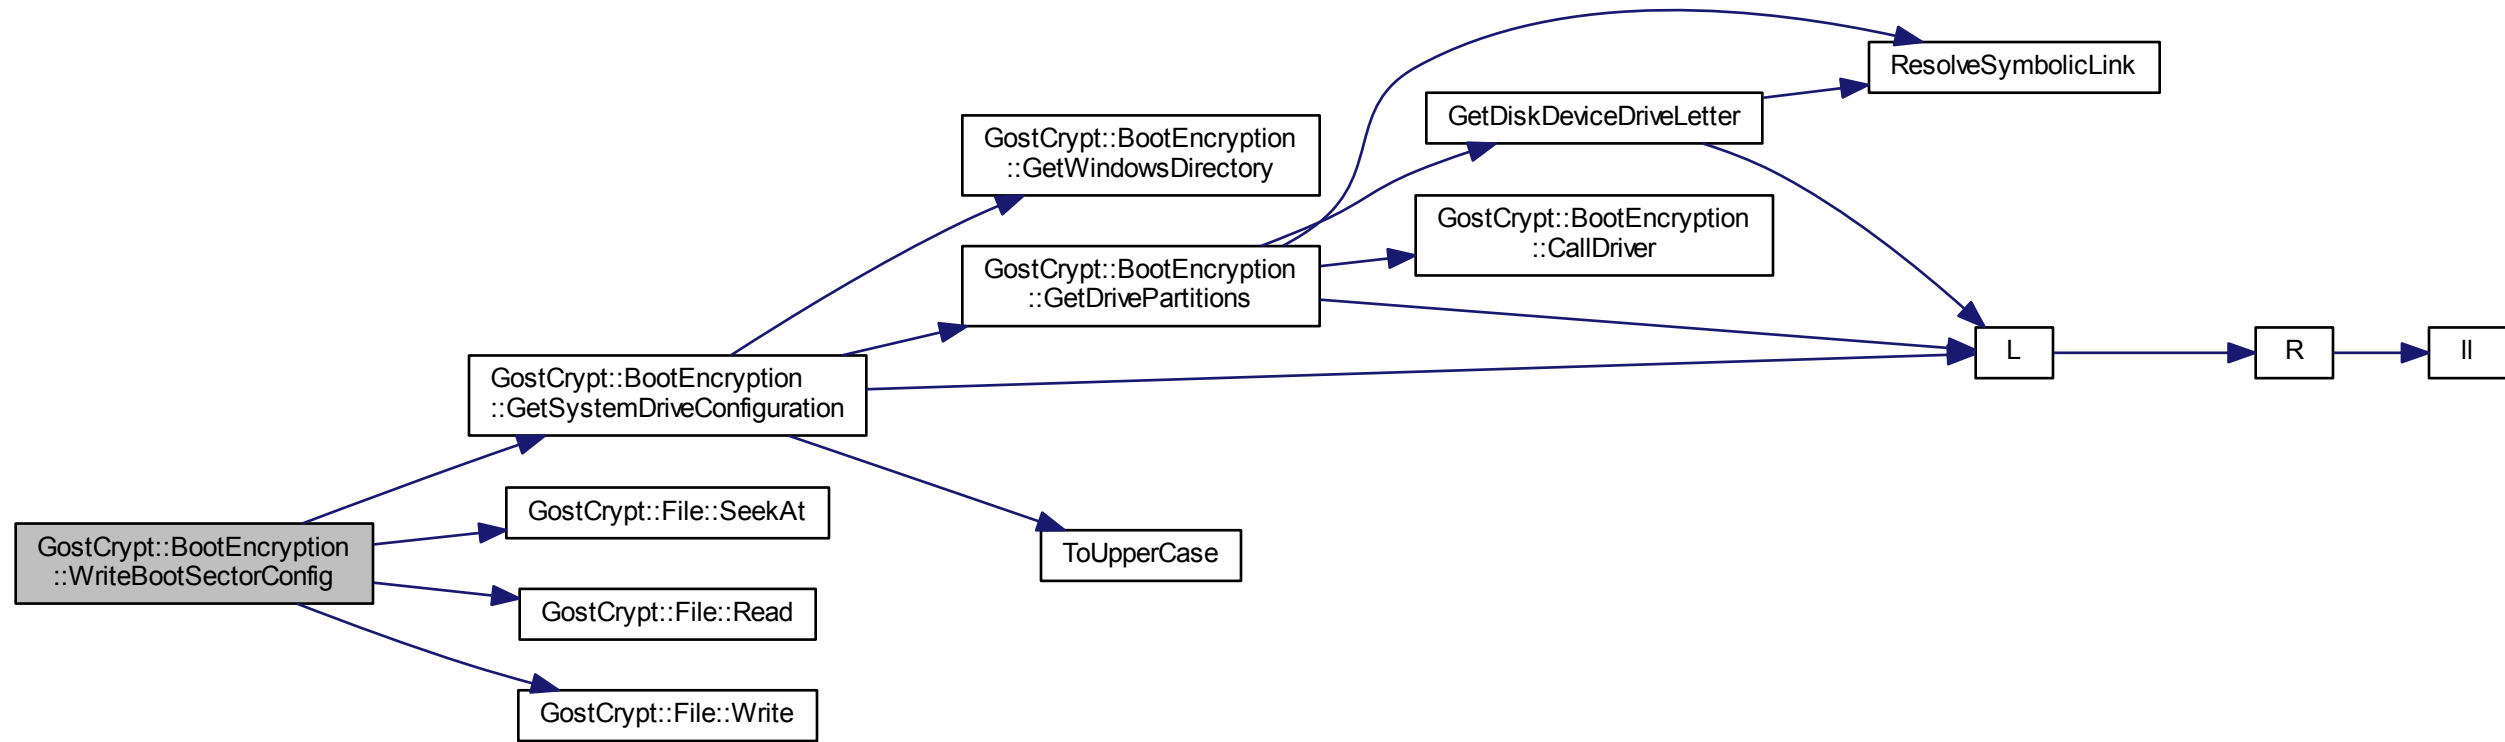 GostCrypt::BootEncryption
::WriteBootSectorConfig
GostCrypt::BootEncryption
::GetSystemDriveConfiguration
GostCrypt::File::SeekAt
GostCrypt::File::Read
GostCrypt::File::Write
GostCrypt::BootEncryption
::GetWindowsDirectory
GostCrypt::BootEncryption
::GetDrivePartitions
ToUpperCase
GetDiskDeviceDriveLetter
GostCrypt::BootEncryption
::CallDriver
ResolveSymbolicLink
L
R
ll